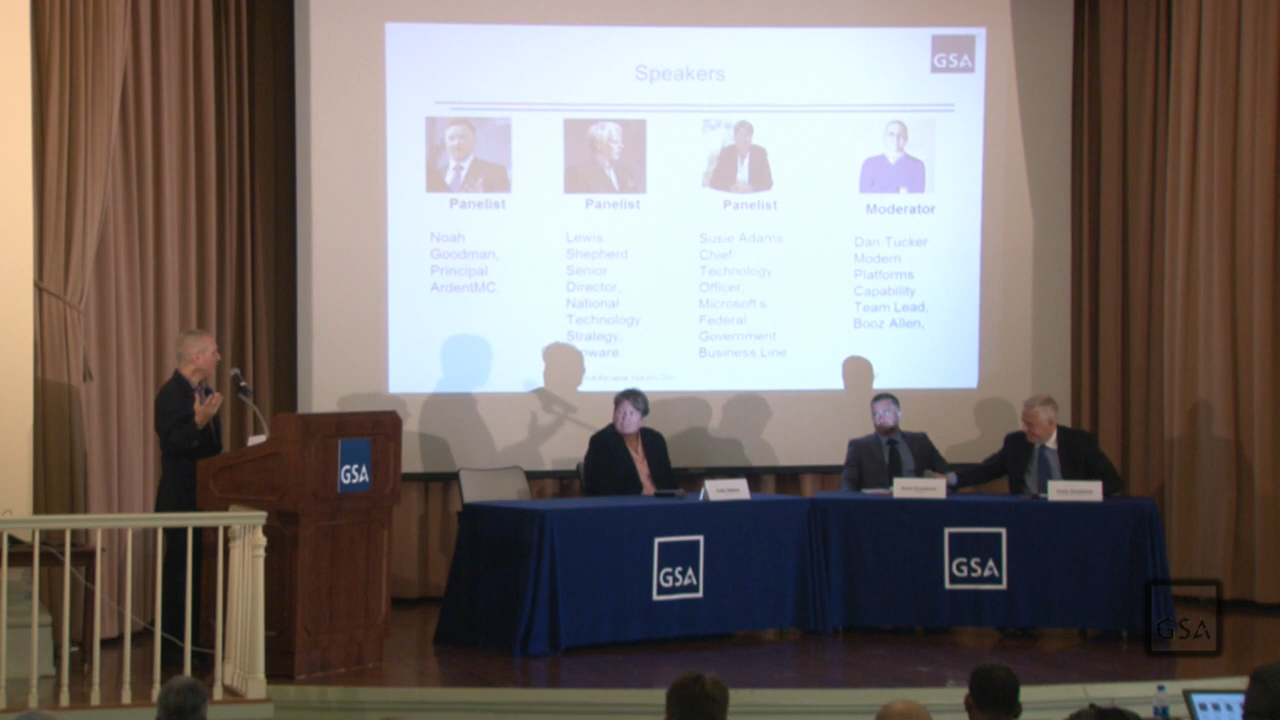 GSA
Speakers
Panelist
Noah
Goodman,
Principal
ArdentMC.
Panelist
Lewis
Shepherd
Senior
Director,
National
Technology
Strategy,
Panelist
Susie Adams
Chief
Technology
Officer,
Microsoft's
Federal
Government
Business Line
Moderator
Dan Tucker
Modern
Platforms
Capability
Team Lead,
Booz Allen,
GSA
GSA
GSA
GSA